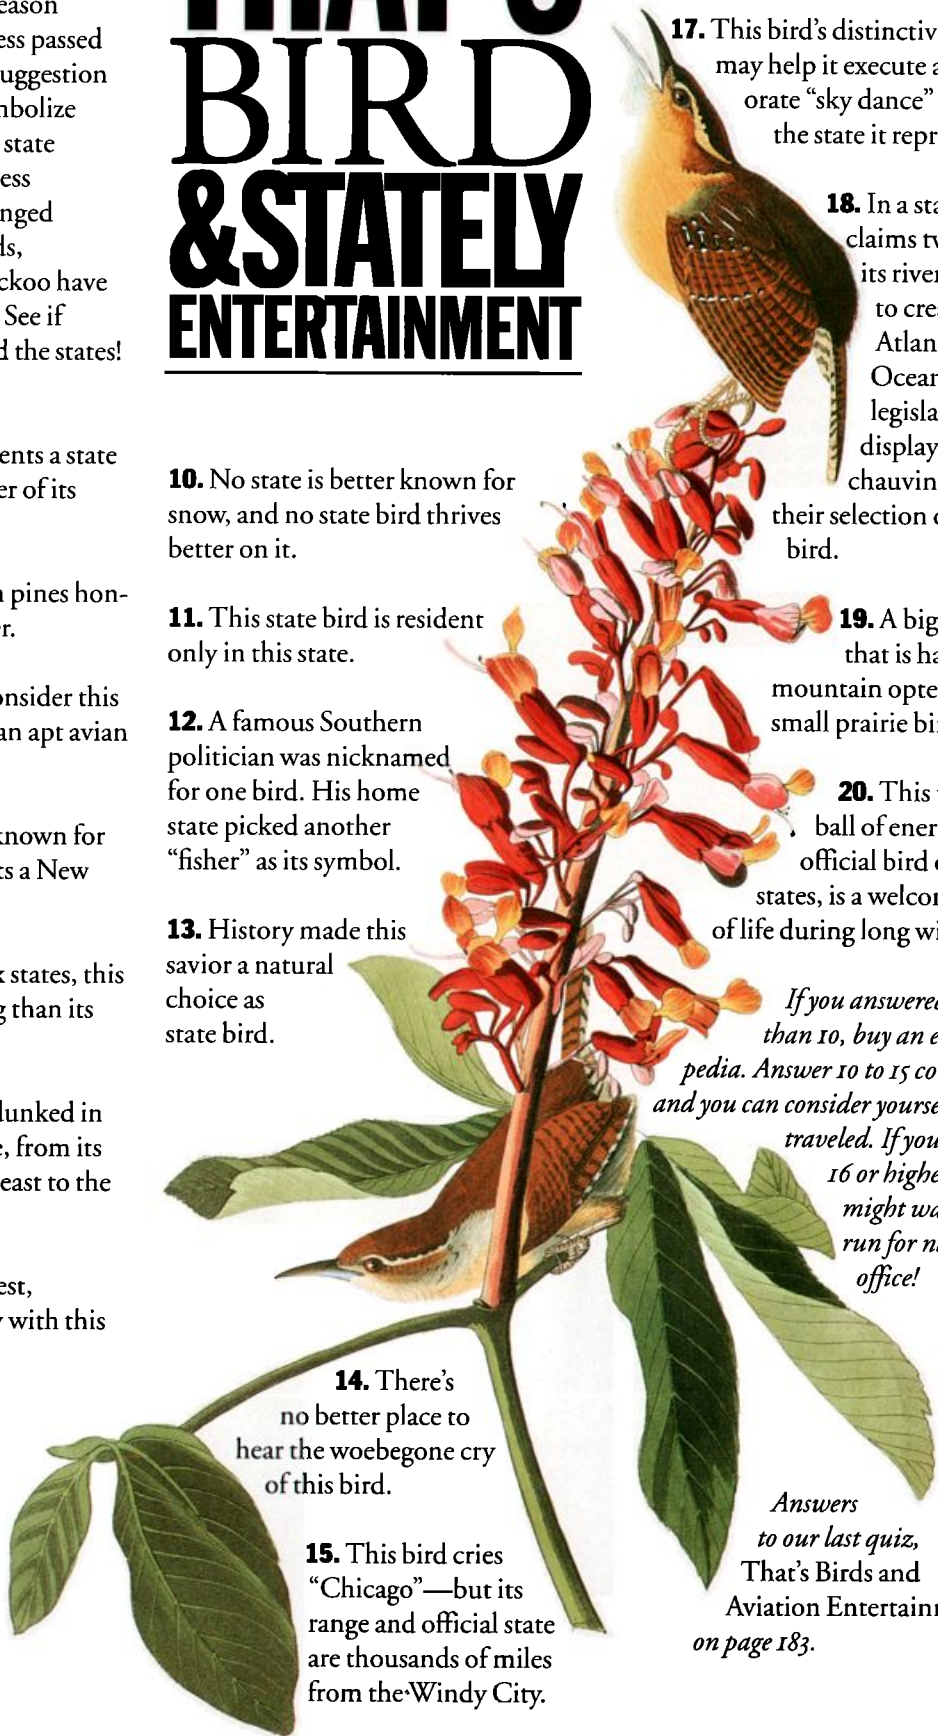 eason
ess passed
uggestion
nbolize
state
ess
nged
ls,
ckoo have
See if
d the states!
ents a state
er of its
n pines hon-
r.
onsider this
an apt avian
known for
ts a New
k states, this
g than its
lunked in
e, from its
east to the
est,
y with this
THAT'S
BIRD
&STATELY
ENTERTAINMENT
10. No state is better known for
snow, and no state bird thrives
better on it.
11. This state bird is resident
only in this state.
12. A famous Southern
politician was nicknamed
for one bird. His home
state picked another
“fisher” as its symbol.
13. History made this
savior a natural
choice as
state bird.
14. There's
no better place to
hear the woebegone cry
of this bird.
15. This bird cries
“Chicago”—but its
range and official state
are thousands of miles
from the Windy City.
17. This bird's distinctiv
may help it execute a
orate “sky dance”
the state it repr
18. In a sta
claims tw
its river
to crea
Atlan
Ocean
legisla
display
chauvin
their selection o
bird.
19. A big
that is ha
mountain opte
small prairie bi
20. This
ball of ener
official bird o
states, is a welcor
of life during long wi
If you answered
than 10, buy an e
pedia. Answer 10 to 15 co
and you can consider yourse
traveled. If you
16 or highe
might wa
run for na
office!
Answers
to our last quiz,
That's Birds and
Aviation Entertain
on page 183.